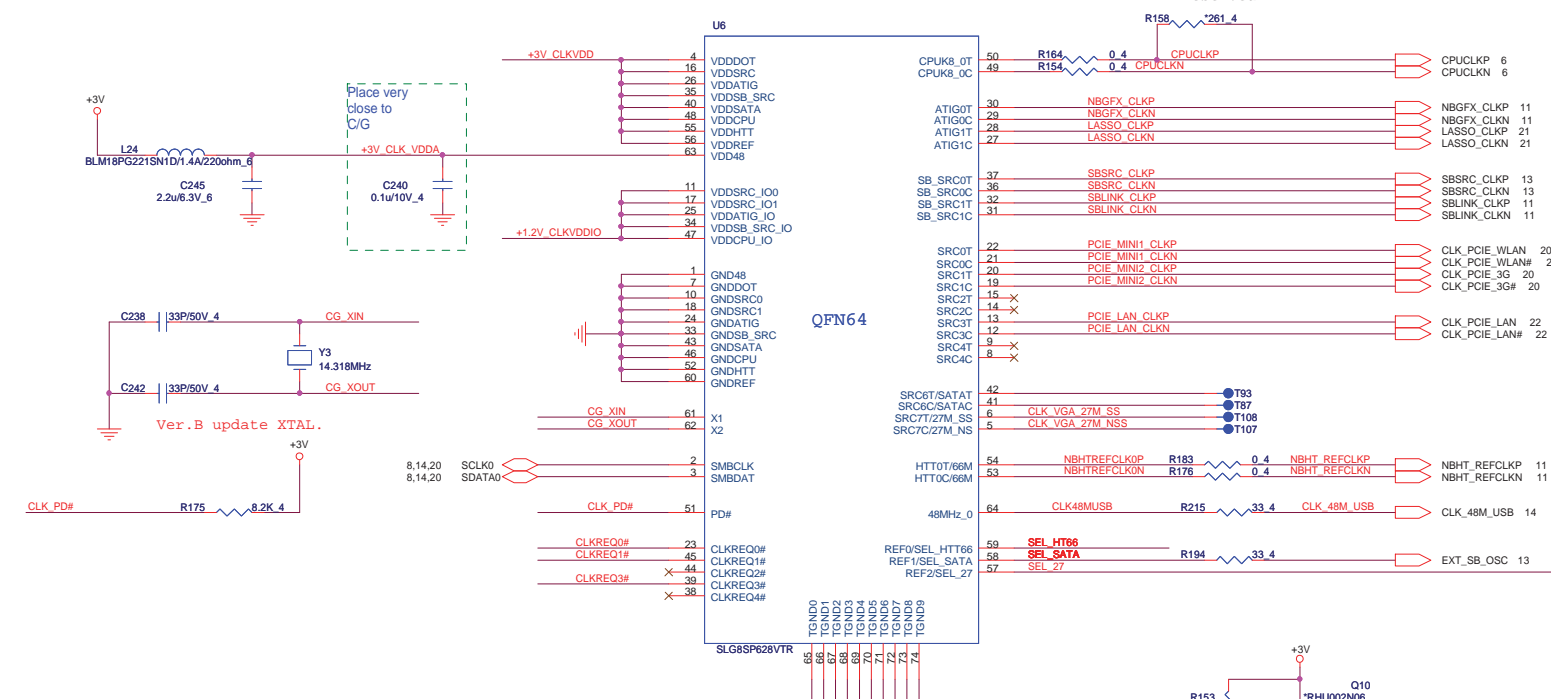 U6
R158 *261_4
+3V_CLKVDD
4 VDDDOT
16 VDDSRC
26 VDDATIG
35 VDDSB_SRC
40 VDDSATA
48 VDDCPU
55 VDDHTT
56 VDDREF
63 VDD48
Place very
close to
C/G
+3V
L24
BLM18PG221SN1D/1.4A/220ohm_6
+3V_CLK_VDDA
C245
2.2u/6.3V_6
C240
0.1u/10V_4
11 VDDSRC_IO0
17 VDDSRC_IO1
25 VDDATIG_IO
34 VDDSB_SRC_IO
47 VDDCPU_IO
+1.2V_CLKVDDIO
1 GND48
7 GNDDOT
10 GNDSRC0
18 GNDSRC1
24 GNDATIG
33 GNDSB_SRC
43 GNDSATA
46 GNDCPU
52 GNDHTT
60 GNDREF
C238 33P/50V_4 CG_XIN
Y3
14.318MHz
C242 33P/50V_4 CG_XOUT
Ver.B update XTAL.
+3V
CG_XIN 61 X1
CG_XOUT 62 X2
8,14,20 SCLK0 2 SMBCLK
8,14,20 SDATA0 3 SMBDAT
CLK_PD# R175 8.2K_4
CLK_PD# 51 PD#
CLKREQ0# 23 CLKREQ0#
CLKREQ1# 45 CLKREQ1#
44 CLKREQ2#
CLKREQ3# 39 CLKREQ3#
38 CLKREQ4#
QFN64
SLG8SP628VTR
TGND0 TGND1 TGND2 TGND3 TGND4 TGND5 TGND6 TGND7 TGND8 TGND9
65 66 67 68 69 70 71 72 73 74
CPUK8_0T 50 R164 0_4 CPUCLKP CPUCLKP 6
CPUK8_0C 49 R154 0_4 CPUCLKN CPUCLKN 6
ATIG0T 30 NBGFX_CLKP NBGFX_CLKP 11
ATIG0C 29 NBGFX_CLKN NBGFX_CLKN 11
ATIG1T 28 LASSO_CLKP LASSO_CLKP 21
ATIG1C 27 LASSO_CLKN LASSO_CLKN 21
SB_SRC0T 37 SBSRC_CLKP SBSRC_CLKP 13
SB_SRC0C 36 SBSRC_CLKN SBSRC_CLKN 13
SB_SRC1T 32 SBLINK_CLKP SBLINK_CLKP 11
SB_SRC1C 31 SBLINK_CLKN SBLINK_CLKN 11
SRC0T 22 PCIE_MINI1_CLKP CLK_PCIE_WLAN 20
SRC0C 21 PCIE_MINI1_CLKN CLK_PCIE_WLAN# 2
SRC1T 20 PCIE_MINI2_CLKP CLK_PCIE_3G 20
SRC1C 19 PCIE_MINI2_CLKN CLK_PCIE_3G# 20
SRC2T 15
SRC2C 14
SRC3T 13 PCIE_LAN_CLKP CLK_PCIE_LAN 22
SRC3C 12 PCIE_LAN_CLKN CLK_PCIE_LAN# 22
SRC4T 9
SRC4C 8
SRC6T/SATAT 42 T93
SRC6C/SATAC 41 T87
SRC7T/27M_SS 6 CLK_VGA_27M_SS T108
SRC7C/27M_NS 5 CLK_VGA_27M_NSS T107
HTT0T/66M 54 NBHTREFCLK0P R183 0_4 NBHT_REFCLKP NBHT_REFCLKP 11
HTT0C/66M 53 NBHTREFCLK0N R176 0_4 NBHT_REFCLKN NBHT_REFCLKN 11
48MHz_0 64 CLK48MUSB R215 33_4 CLK_48M_USB CLK_48M_USB 14
REF0/SEL_HTT66 59 SEL_HT66
REF1/SEL_SATA 58 SEL_SATA R194 33_4 EXT_SB_OSC 13
REF2/SEL_27 57 SEL_27
+3V
Q10
R153 *RHU002N06